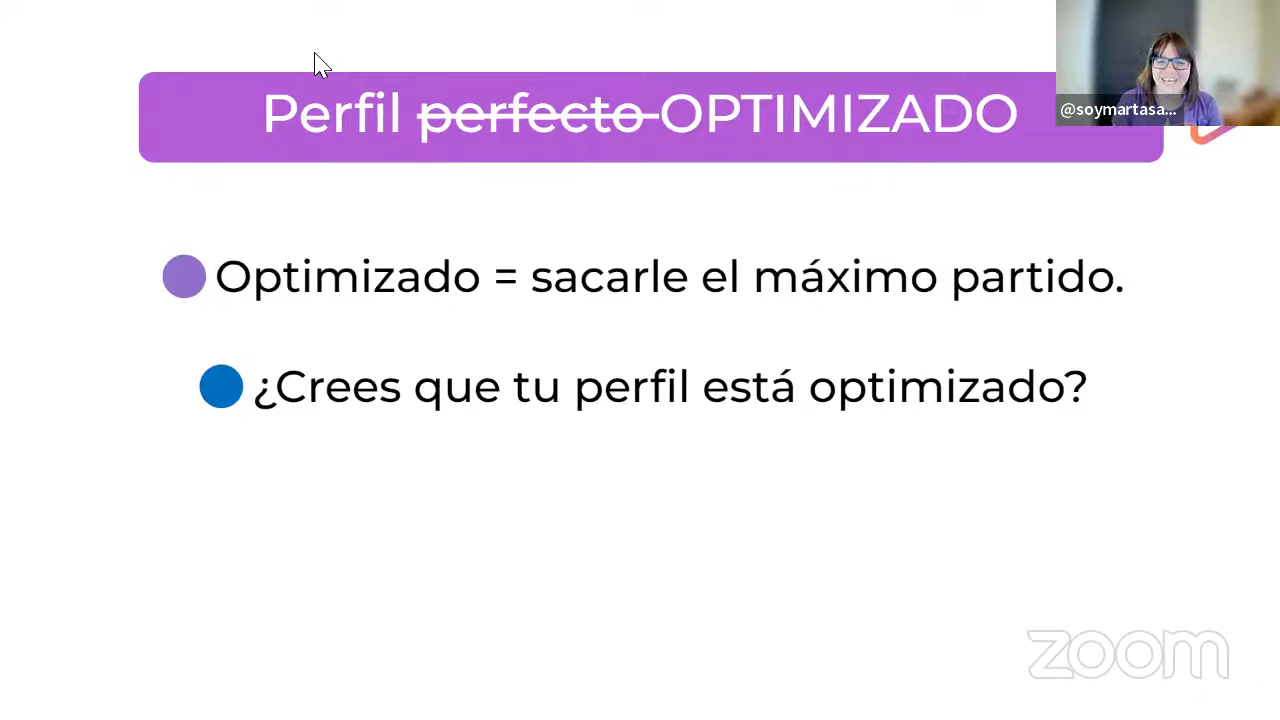 Perfil perfecto OPTIMIZADO
@soymartasa...
Optimizado = sacarle el máximo partido.
¿Crees que tu perfil está optimizado?
zoom